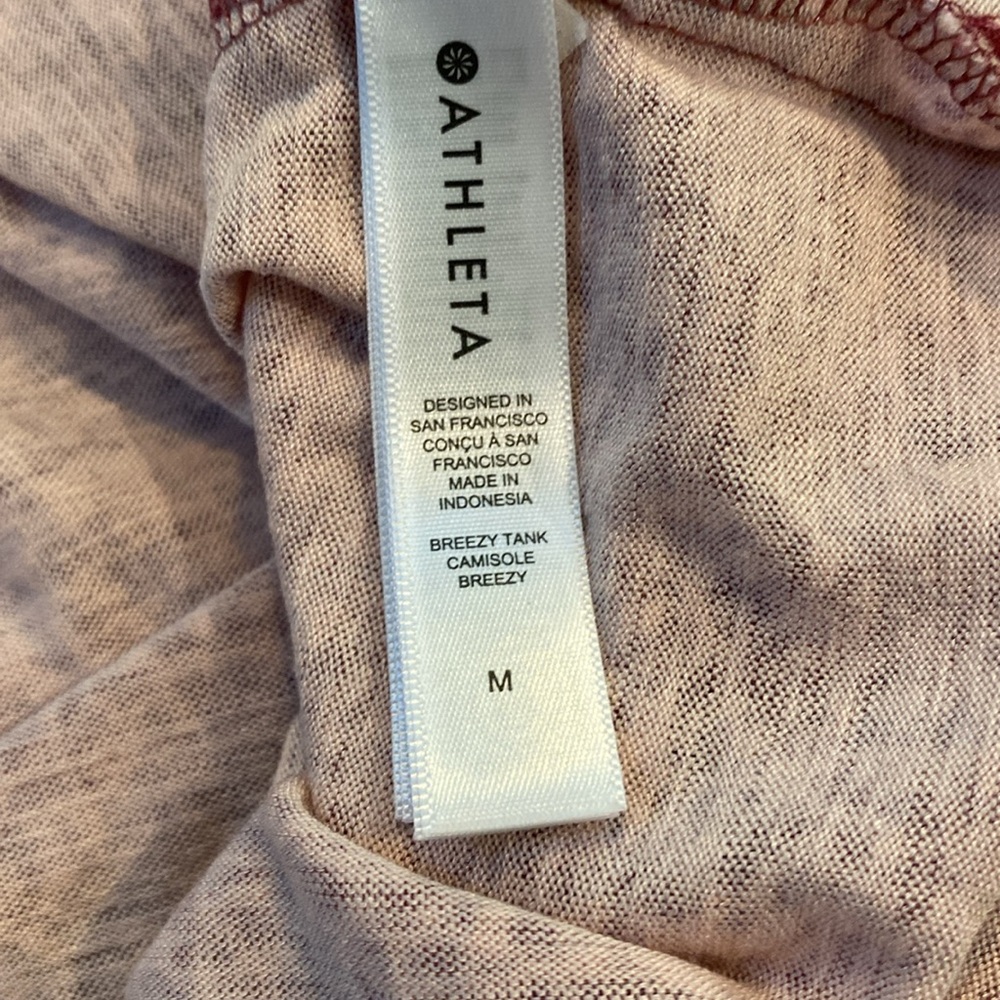 ATHLETA
DESIGNED IN
SAN FRANCISCO
CONÇU À SAN
FRANCISCO
MADE IN
INDONESIA
BREEZY TANK
CAMISOLE
BREEZY
M